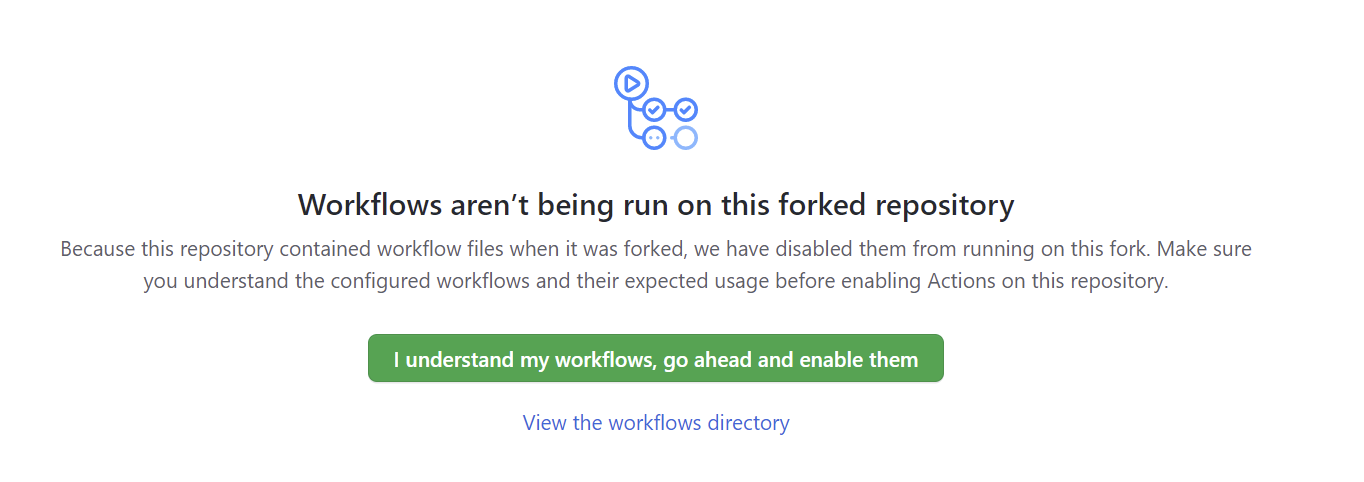 Workflows aren’t being run on this forked repository
Because this repository contained workflow files when it was forked, we have disabled them from running on this fork. Make sure
you understand the configured workflows and their expected usage before enabling Actions on this repository.
I understand my workflows, go ahead and enable them
View the workflows directory